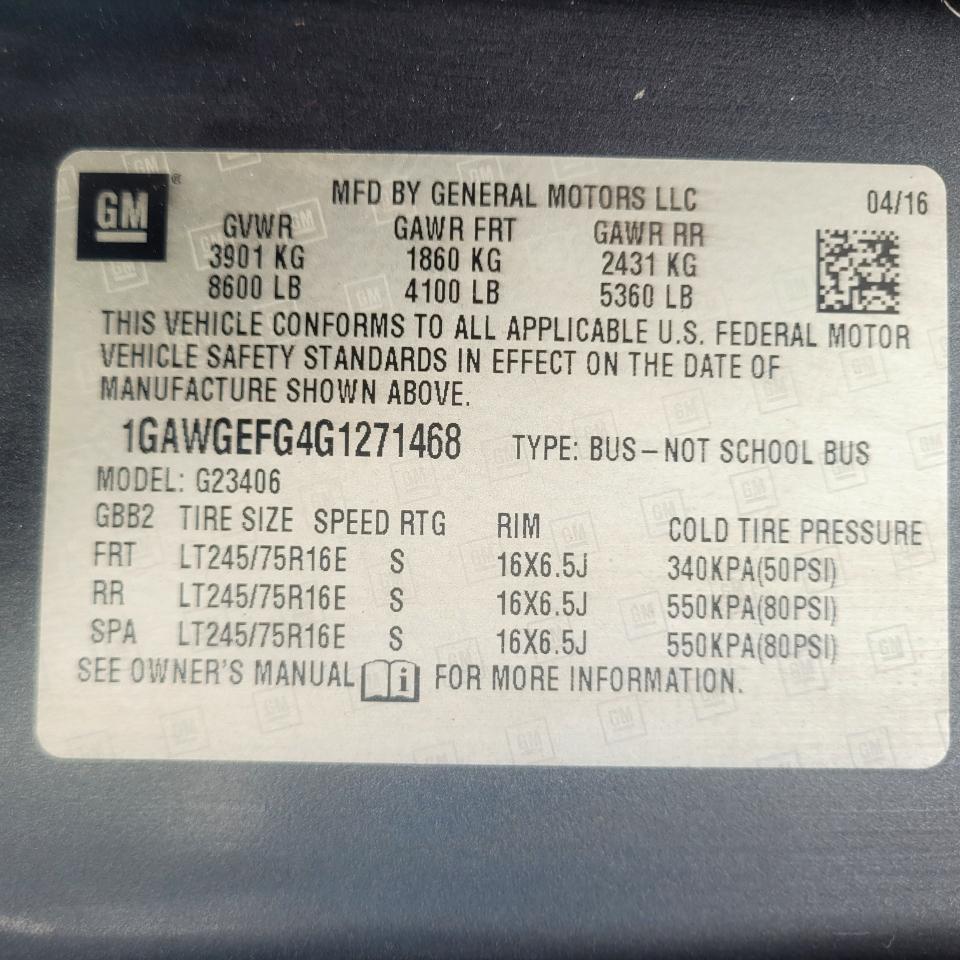 GM ®
MFD BY GENERAL MOTORS LLC 04/16
GVWR GAWR FRT GAWR RR
3901 KG 1860 KG 2431 KG
8600 LB 4100 LB 5360 LB
THIS VEHICLE CONFORMS TO ALL APPLICABLE U.S. FEDERAL MOTOR
VEHICLE SAFETY STANDARDS IN EFFECT ON THE DATE OF
MANUFACTURE SHOWN ABOVE.
1GAWGEFG4G1271468 TYPE: BUS-NOT SCHOOL BUS
MODEL: G23406
GBB2 TIRE SIZE SPEED RTG RIM COLD TIRE PRESSURE
FRT LT245/75R16E S 16X6.5J 340KPA(50PSI)
RR LT245/75R16E S 16X6.5J 550KPA(80PSI)
SPA LT245/75R16E S 16X6.5J 550KPA(80PSI)
SEE OWNER'S MANUAL i FOR MORE INFORMATION.